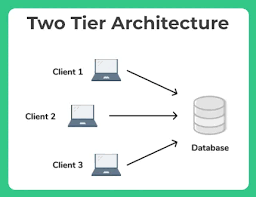 Two Tier Architecture
Client 1
Client 2
Client 3
Database